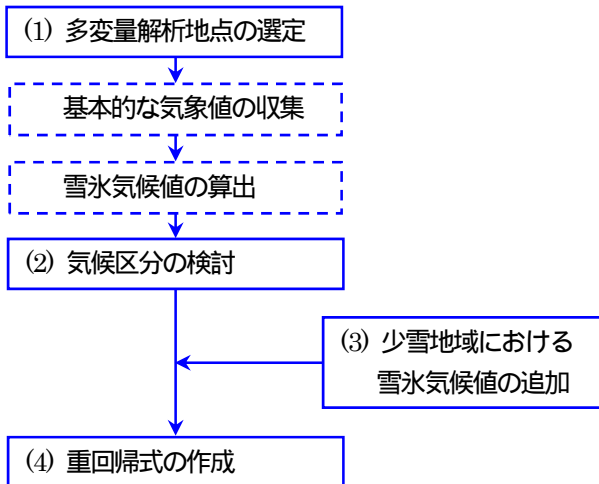 (1) 多変量解析地点の選定
基本的な気象値の収集
雪氷気候値の算出
(2) 気候区分の検討
(3) 少雪地域における
雪氷気候値の追加
(4) 重回帰式の作成